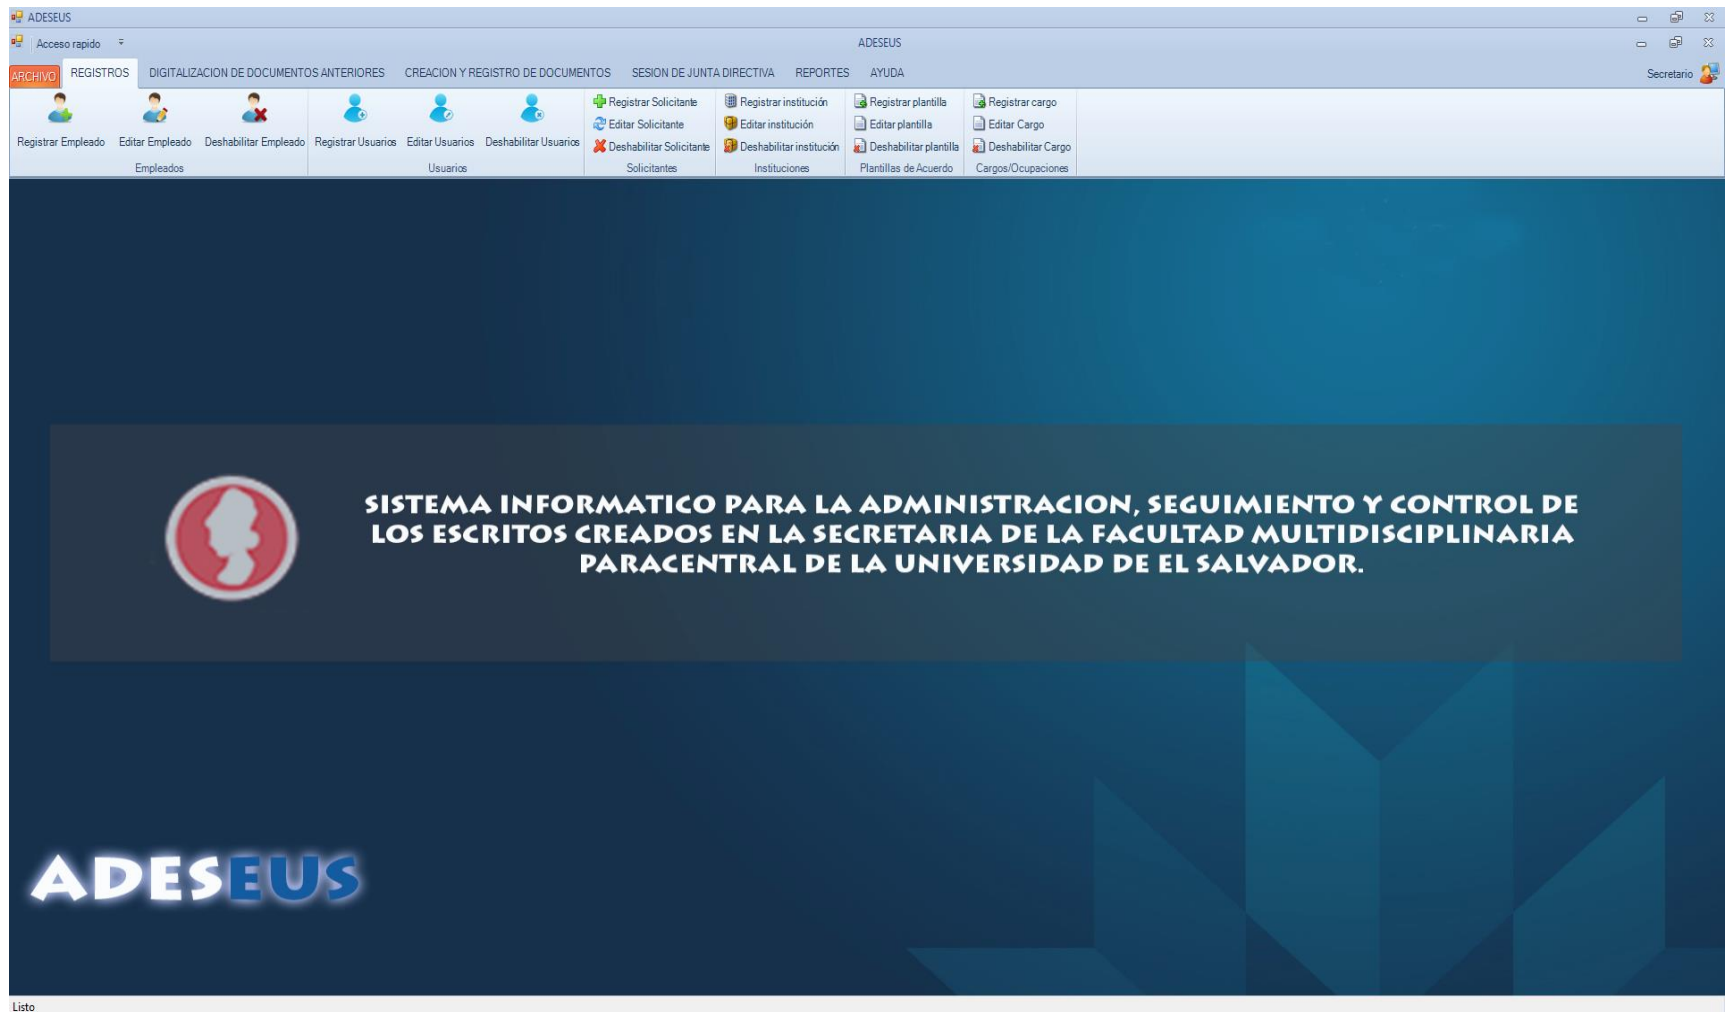 ADESEUS
Acceso rapido
ADESEUS
ARCHIVO REGISTROS DIGITALIZACION DE DOCUMENTOS ANTERIORES CREACION Y REGISTRO DE DOCUMENTOS SESION DE JUNTA DIRECTIVA REPORTES AYUDA Secretario
Registrar Empleado Editar Empleado Deshabilitar Empleado
Empleados
Registrar Usuarios Editar Usuarios Deshabilitar Usuarios
Usuarios
Registrar Solicitante
Editar Solicitante
Deshabilitar Solicitante
Solicitantes
Registrar institución
Editar institución
Deshabilitar institución
Instituciones
Registrar plantilla
Editar plantilla
Deshabilitar plantilla
Plantillas de Acuerdo
Registrar cargo
Editar Cargo
Deshabilitar Cargo
Cargos/Ocupaciones
SISTEMA INFORMATICO PARA LA ADMINISTRACION, SEGUIMIENTO Y CONTROL DE
LOS ESCRITOS CREADOS EN LA SECRETARIA DE LA FACULTAD MULTIDISCIPLINARIA
PARACENTRAL DE LA UNIVERSIDAD DE EL SALVADOR.
ADESEUS
Listo